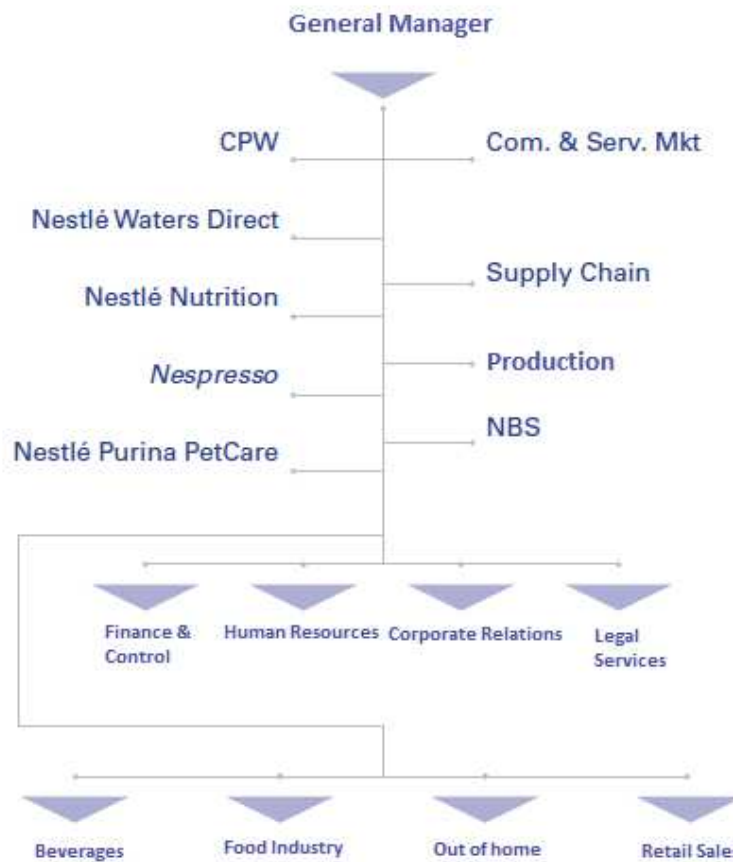 General Manager
CPW
Com. & Serv. Mkt
Nestlé Waters Direct
Supply Chain
Nestlé Nutrition
Production
Nespresso
NBS
Nestlé Purina PetCare
Finance &
Control
Human Resources
Corporate Relations
Legal
Services
Beverages
Food Industry
Out of home
Retail Sale